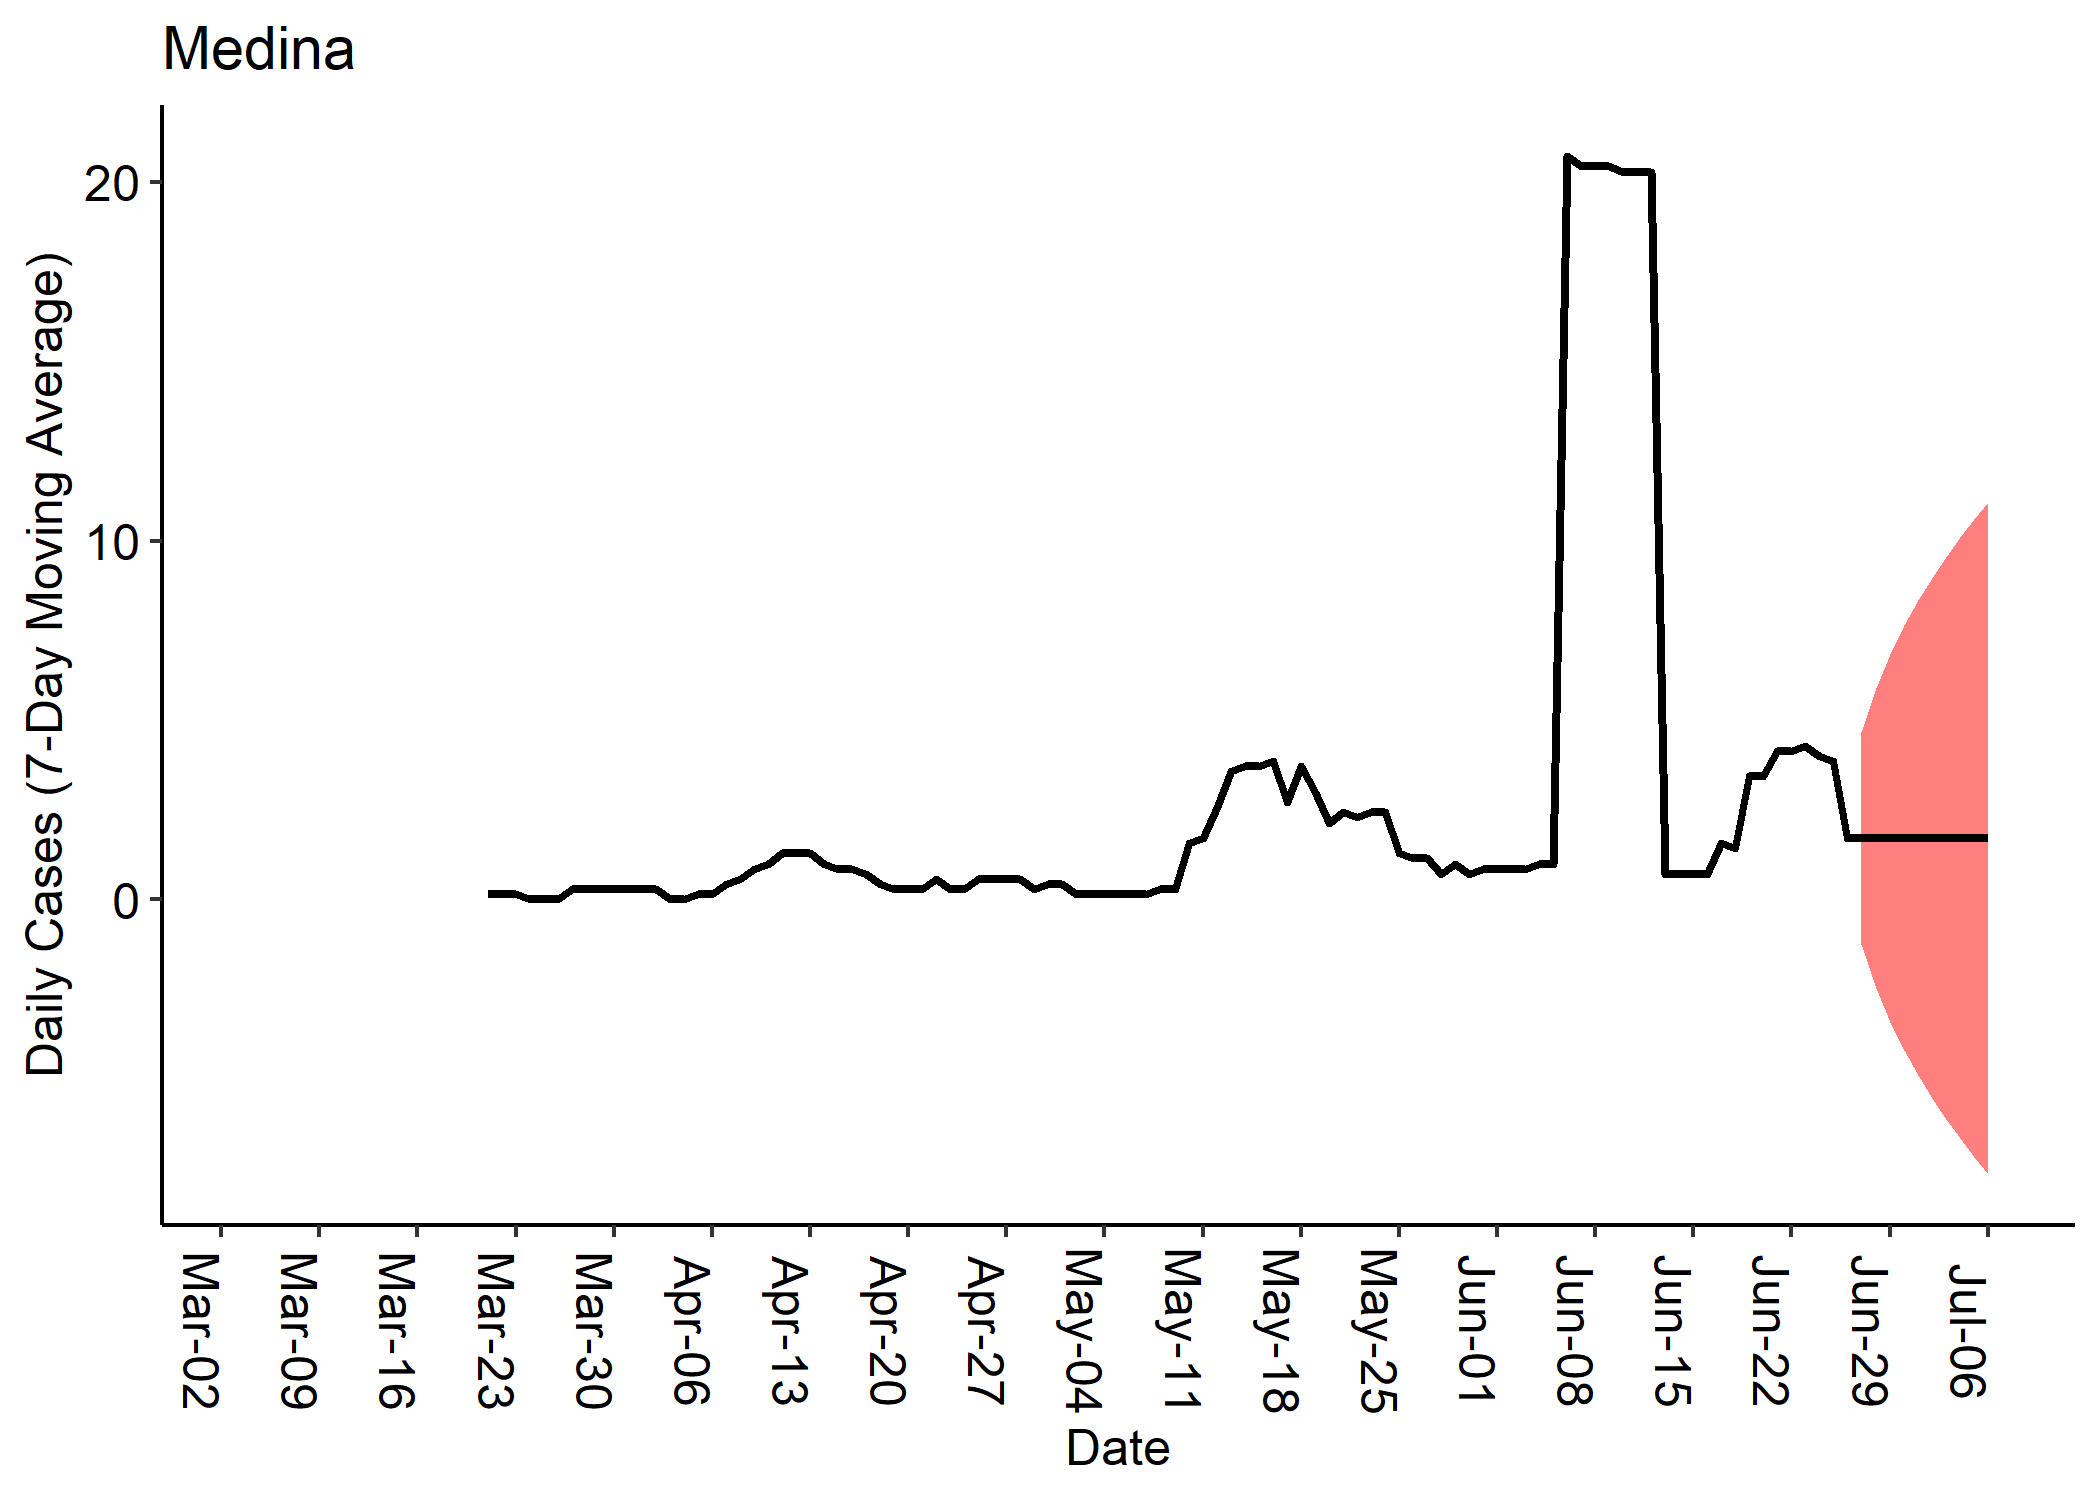 Medina
Daily Cases (7-Day Moving Average)
20
10
0
Mar-02
Mar-09
Mar-16
Mar-23
Mar-30
Apr-06
Apr-13
Apr-20
Apr-27
May-04
May-11
May-18
May-25
Jun-01
Jun-08
Jun-15
Jun-22
Jun-29
Jul-06
Date